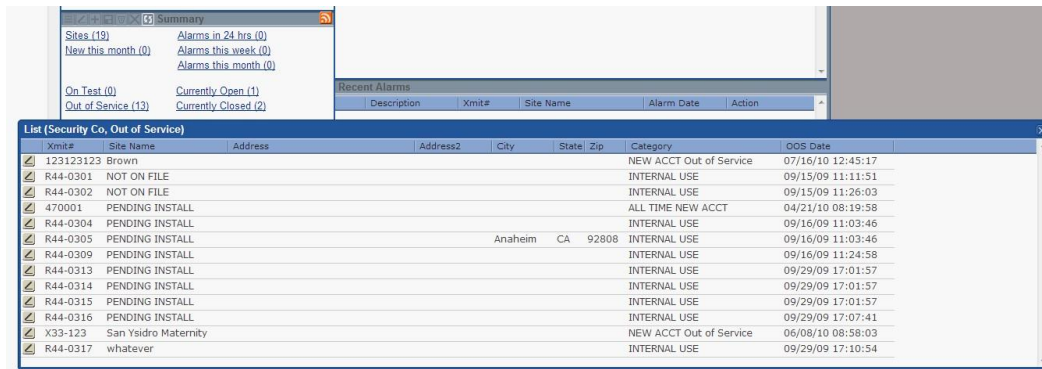 Summary
Sites (19) Alarms in 24 hrs (0)
New this month (0) Alarms this week (0)
Alarms this month (0)
On Test (0) Currently Open (1)
Out of Service (13) Currently Closed (2)
Recent Alarms
Description Xmit# Site Name Alarm Date Action
List (Security Co, Out of Service)
Xmit# Site Name Address Address2 City State Zip Category OOS Date
123123123 Brown NEW ACCT Out of Service 07/16/10 12:45:17
R44-0301 NOT ON FILE INTERNAL USE 09/15/09 11:11:51
R44-0302 NOT ON FILE INTERNAL USE 09/15/09 11:26:03
470001 PENDING INSTALL ALL TIME NEW ACCT 04/21/10 08:19:58
R44-0304 PENDING INSTALL INTERNAL USE 09/16/09 11:03:46
R44-0305 PENDING INSTALL Anaheim CA 92808 INTERNAL USE 09/16/09 11:03:46
R44-0309 PENDING INSTALL INTERNAL USE 09/16/09 11:24:58
R44-0313 PENDING INSTALL INTERNAL USE 09/29/09 17:01:57
R44-0314 PENDING INSTALL INTERNAL USE 09/29/09 17:01:57
R44-0315 PENDING INSTALL INTERNAL USE 09/29/09 17:01:57
R44-0316 PENDING INSTALL INTERNAL USE 09/29/09 17:07:41
X33-123 San Ysidro Maternity NEW ACCT Out of Service 06/08/10 08:58:03
R44-0317 whatever INTERNAL USE 09/29/09 17:10:54